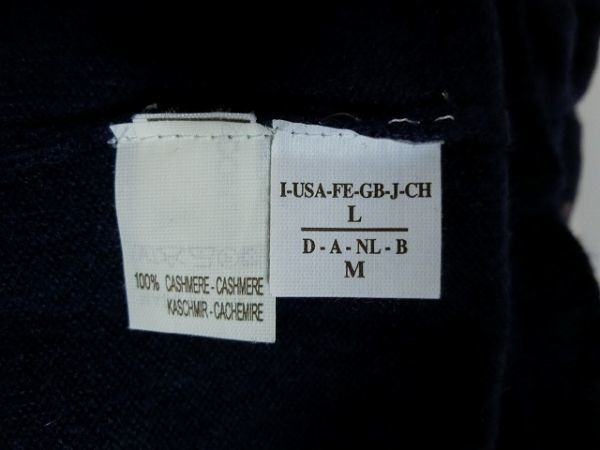 100% CASHMERE - CASHMERE
KASCHMIR - CACHEMIRE
I-USA-FE-GB-J-CH
L
D - A - NL - B
M